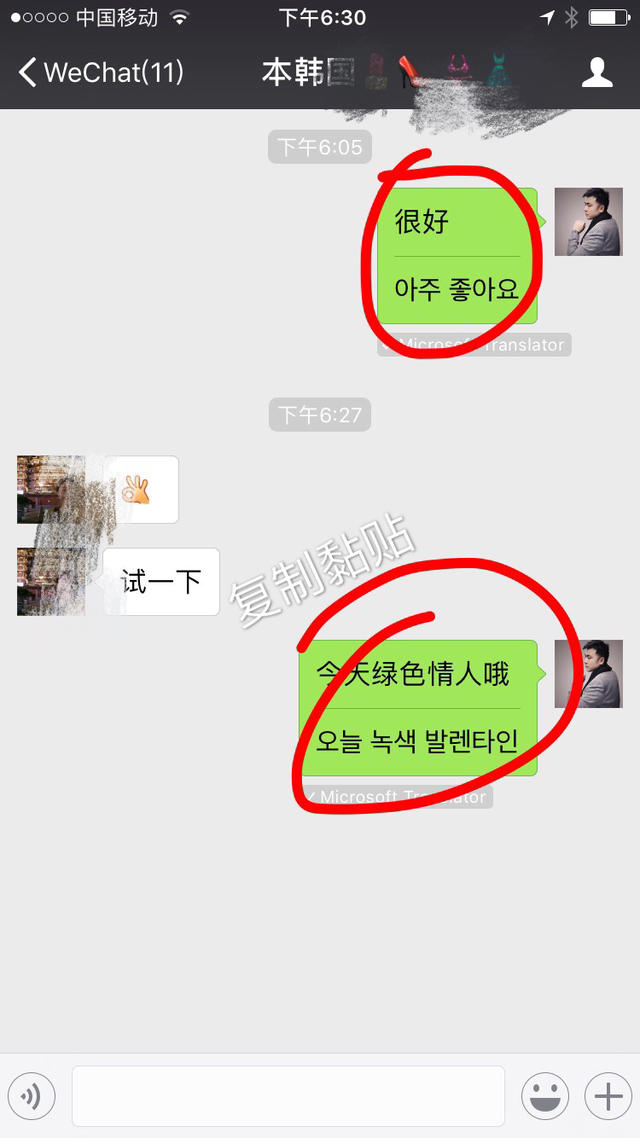 中国移动 下午6:30
WeChat(11) 本韩国
下午6:05
很好
아주 좋아요
Microsoft Translator
下午6:27
试一下
复制黏贴
今天绿色情人哦
오늘 녹색 발렌타인
Microsoft Translator